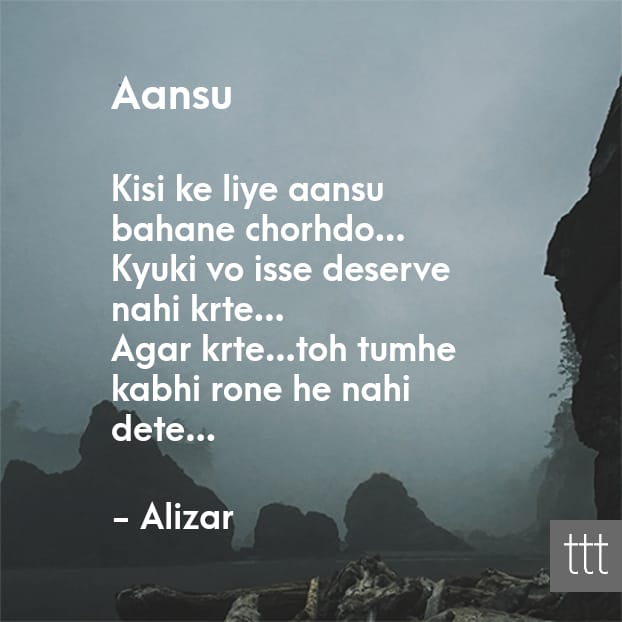 Aansu
Kisi ke liye aansu
bahane chorhdo...
Kyuki vo isse deserve
nahi krte...
Agar krte...toh tumhe
kabhi rone he nahi
dete...
- Alizar
ttt